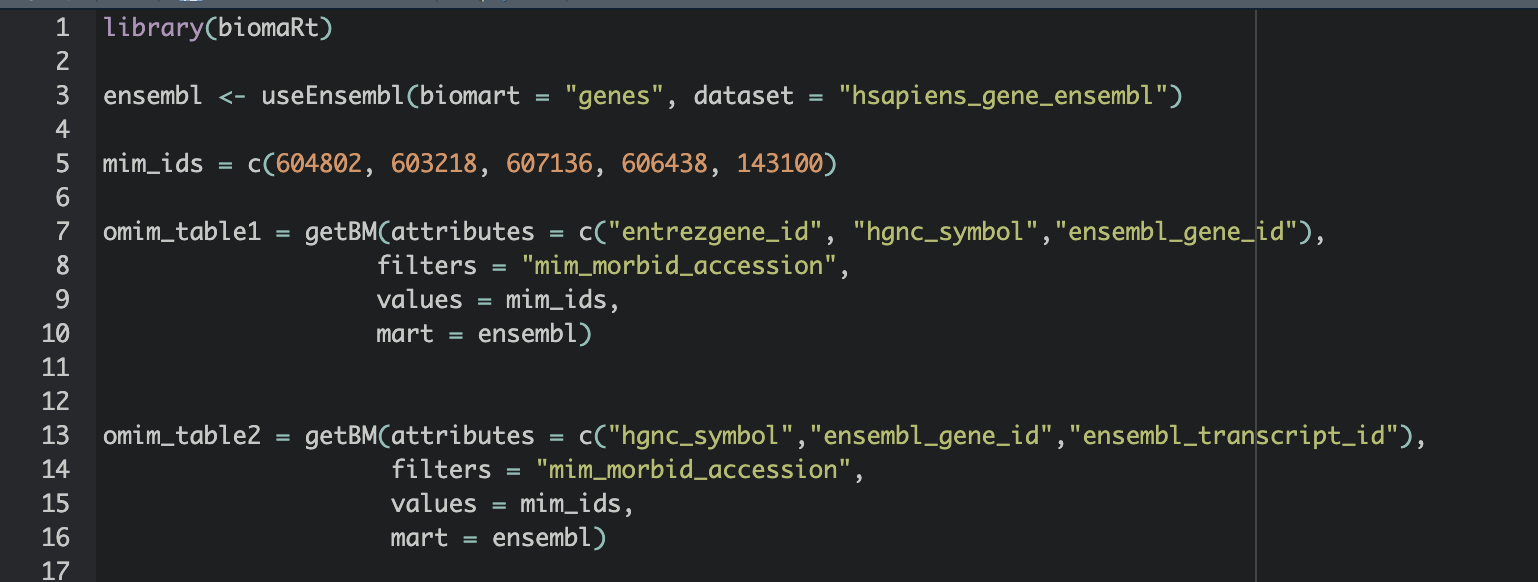 1 library(biomaRt)
2
3 ensembl <- useEnsembl(biomart = "genes", dataset = "hsapiens_gene_ensembl")
4
5 mim_ids = c(604802, 603218, 607136, 606438, 143100)
6
7 omim_table1 = getBM(attributes = c("entrezgene_id", "hgnc_symbol","ensembl_gene_id"),
8                    filters = "mim_morbid_accession",
9                    values = mim_ids,
10                   mart = ensembl)
11
12
13 omim_table2 = getBM(attributes = c("hgnc_symbol","ensembl_gene_id","ensembl_transcript_id"),
14                    filters = "mim_morbid_accession",
15                    values = mim_ids,
16                    mart = ensembl)
17